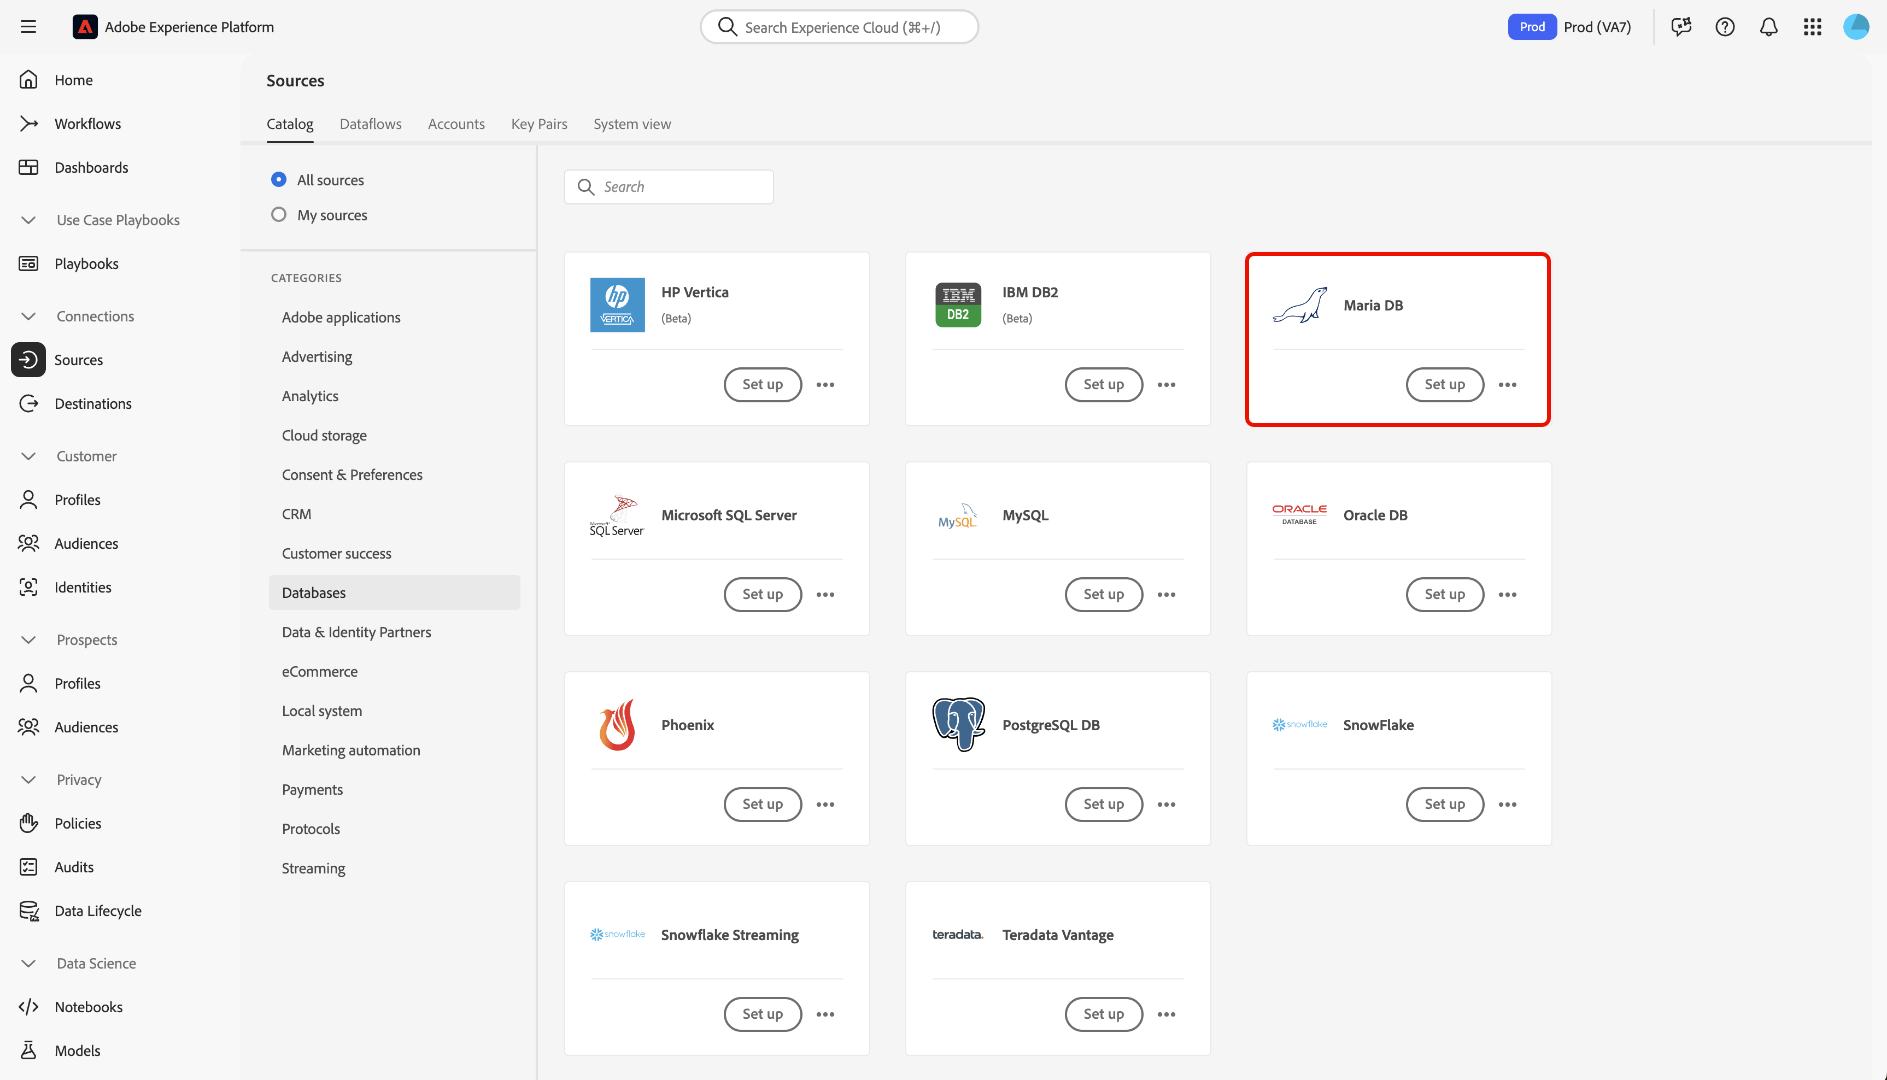 Adobe Experience Platform
Search Experience Cloud (⌘+/)
Prod
Prod (VA7)
Home
Workflows
Dashboards
Use Case Playbooks
Playbooks
Connections
Sources
Destinations
Customer
Profiles
Audiences
Identities
Prospects
Profiles
Audiences
Privacy
Policies
Audits
Data Lifecycle
Data Science
Notebooks
Models
Sources
Catalog
Dataflows
Accounts
Key Pairs
System view
All sources
My sources
CATEGORIES
Adobe applications
Advertising
Analytics
Cloud storage
Consent & Preferences
CRM
Customer success
Databases
Data & Identity Partners
eCommerce
Local system
Marketing automation
Payments
Protocols
Streaming
Search
hp
VERTICA
HP Vertica
(Beta)
Set up
IBM
DB2
IBM DB2
(Beta)
Set up
Maria DB
Set up
Microsoft
SQL Server
Microsoft SQL Server
Set up
MySQL
MySQL
Set up
ORACLE
DATABASE
Oracle DB
Set up
Phoenix
Set up
PostgreSQL DB
Set up
snowflake
SnowFlake
Set up
snowflake
Snowflake Streaming
Set up
teradata.
Teradata Vantage
Set up